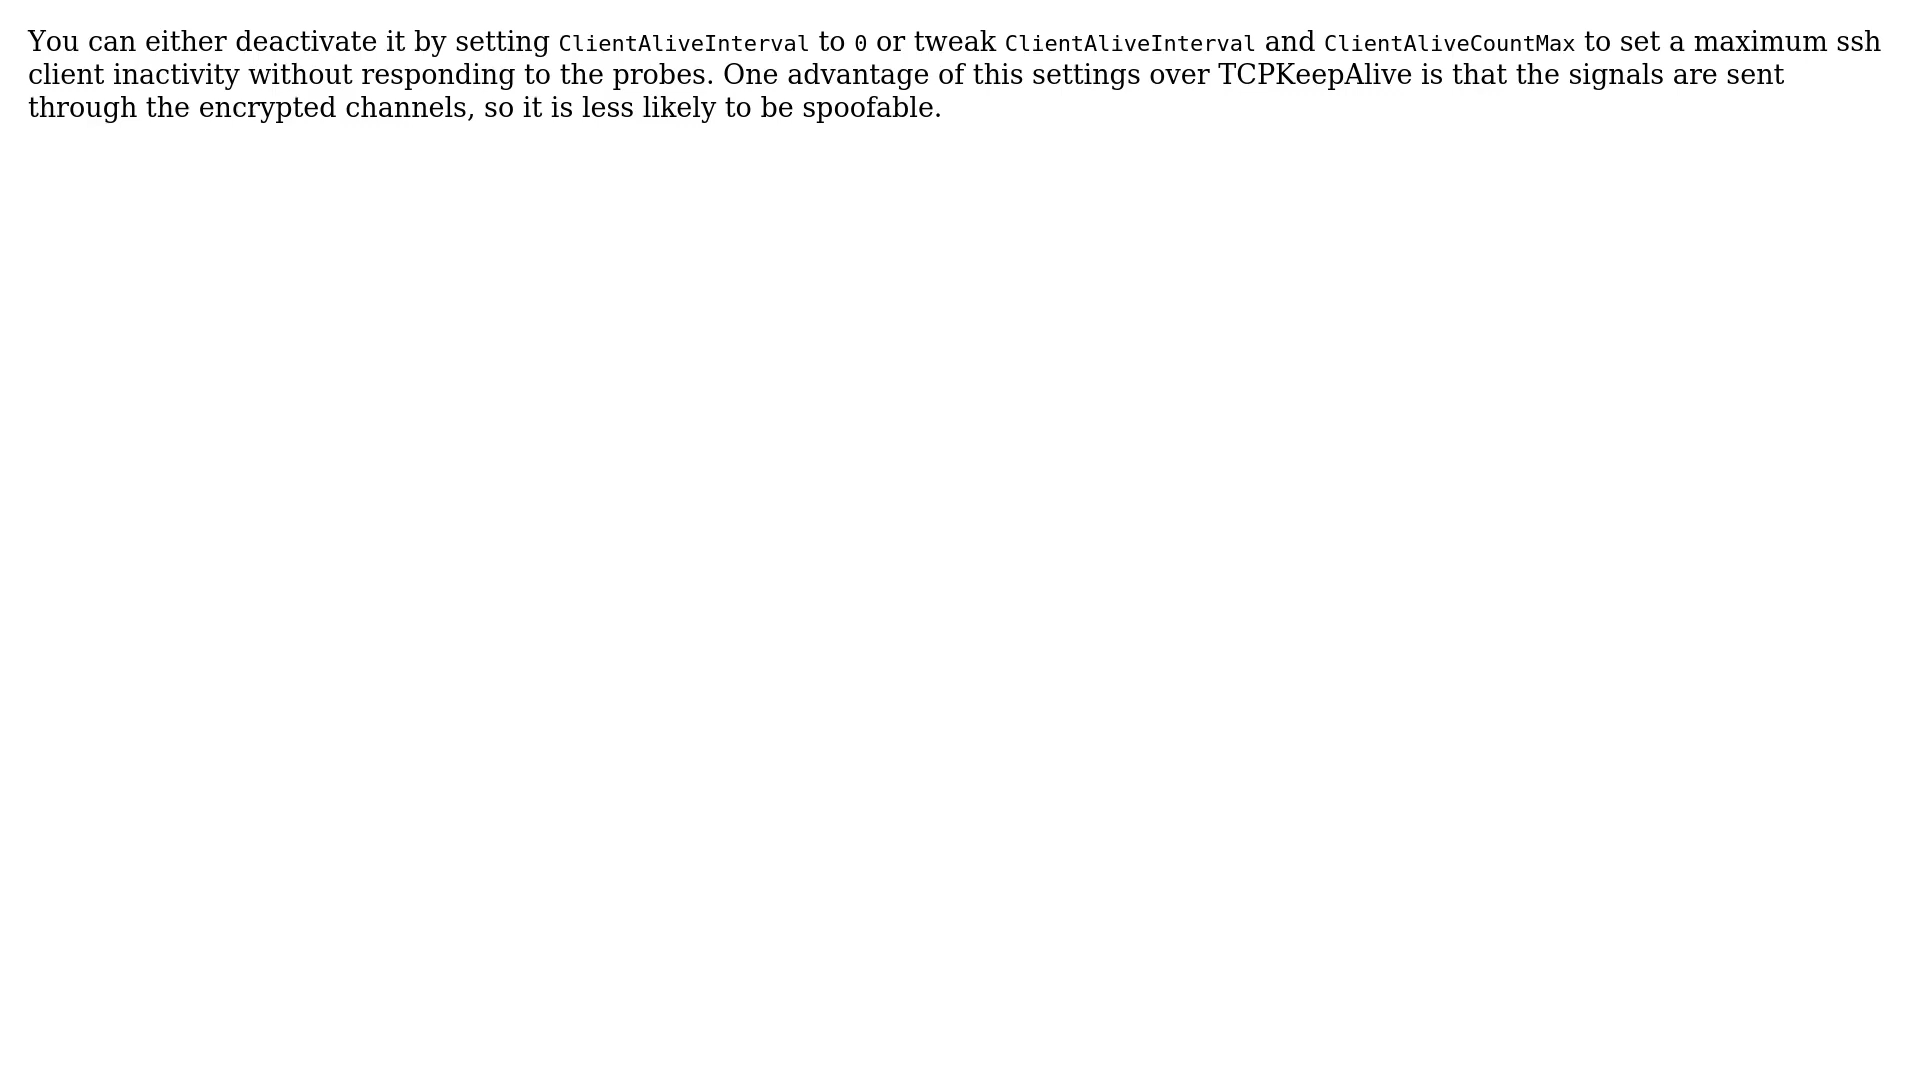 You can either deactivate it by setting ClientAliveInterval to 0 or tweak ClientAliveInterval and ClientAliveCountMax to set a maximum ssh
client inactivity without responding to the probes. One advantage of this settings over TCPKeepAlive is that the signals are sent
through the encrypted channels, so it is less likely to be spoofable.